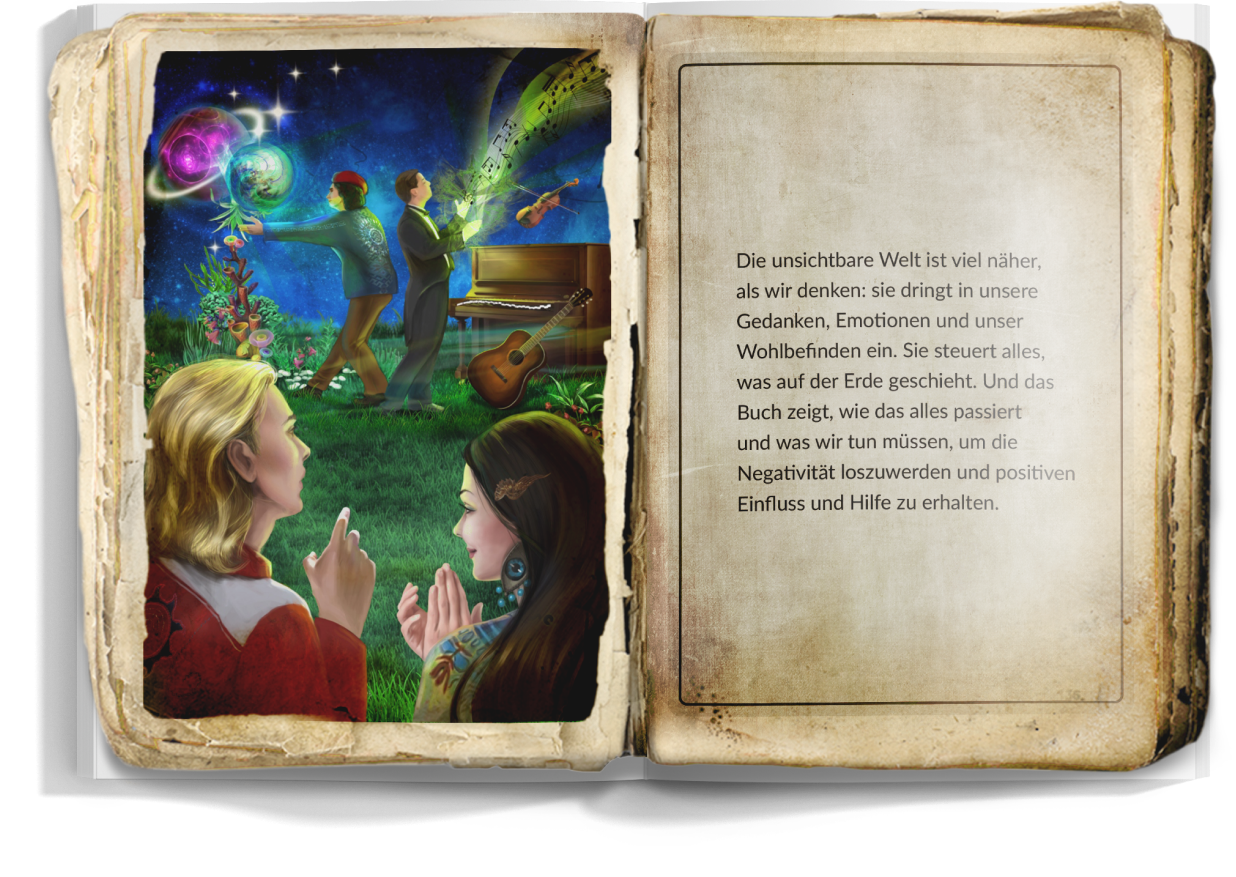 Die unsichtbare Welt ist viel näher,
als wir denken: sie dringt in unsere
Gedanken, Emotionen und unser
Wohlbefinden ein. Sie steuert alles,
was auf der Erde geschieht. Und das
Buch zeigt, wie das alles passiert
und was wir tun müssen, um die
Negativität loszuwerden und positiven
Einfluss und Hilfe zu erhalten.